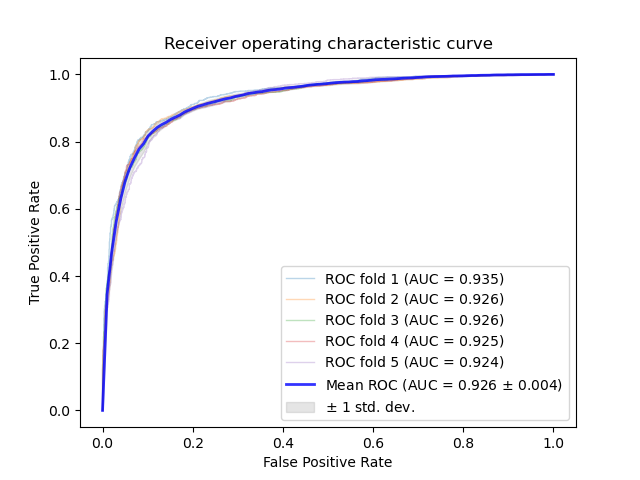 Receiver operating characteristic curve
True Positive Rate
1.0
0.8
0.6
0.4
0.2
0.0
ROC fold 1 (AUC = 0.935)
ROC fold 2 (AUC = 0.926)
ROC fold 3 (AUC = 0.926)
ROC fold 4 (AUC = 0.925)
ROC fold 5 (AUC = 0.924)
Mean ROC (AUC = 0.926 ± 0.004)
± 1 std. dev.
0.0 0.2 0.4 0.6 0.8 1.0
False Positive Rate